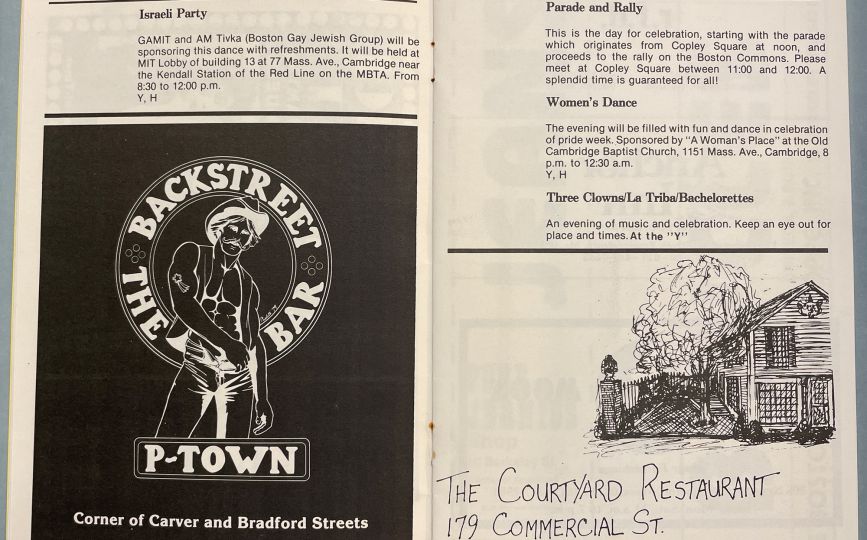 Israeli Party
GAMIT and AM Tivka (Boston Gay Jewish Group) will be
sponsoring this dance with refreshments. It will be held at
MIT Lobby of building 13 at 77 Mass. Ave., Cambridge near
the Kendall Station of the Red Line on the MBTA. From
8:30 to 12:00 p.m.
Y, H
THE BACKSTREET BAR
P-TOWN
Corner of Carver and Bradford Streets
Parade and Rally
This is the day for celebration, starting with the parade
which originates from Copley Square at noon, and
proceeds to the rally on the Boston Commons. Please
meet at Copley Square between 11:00 and 12:00. A
splendid time is guaranteed for all!
Women's Dance
The evening will be filled with fun and dance in celebration
of pride week. Sponsored by "A Woman's Place" at the Old
Cambridge Baptist Church, 1151 Mass. Ave., Cambridge, 8
p.m. to 12:30 a.m.
Y, H
Three Clowns/La Triba/Bachelorettes
An evening of music and celebration. Keep an eye out for
place and times. At the "Y"
THE COURTYARD RESTAURANT
179 COMMERCIAL ST.